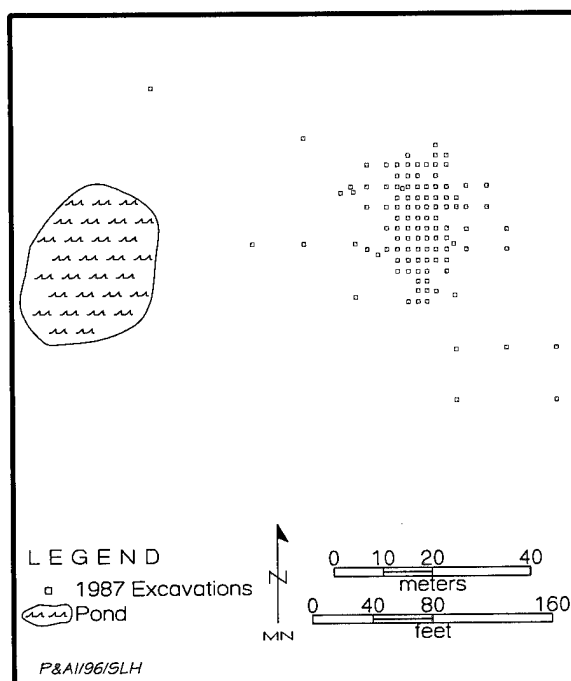 LEGEND
1987 Excavations
Pond
N
MN
0 10 20 40
meters
0 40 80 160
feet
P&AI/96/SLH